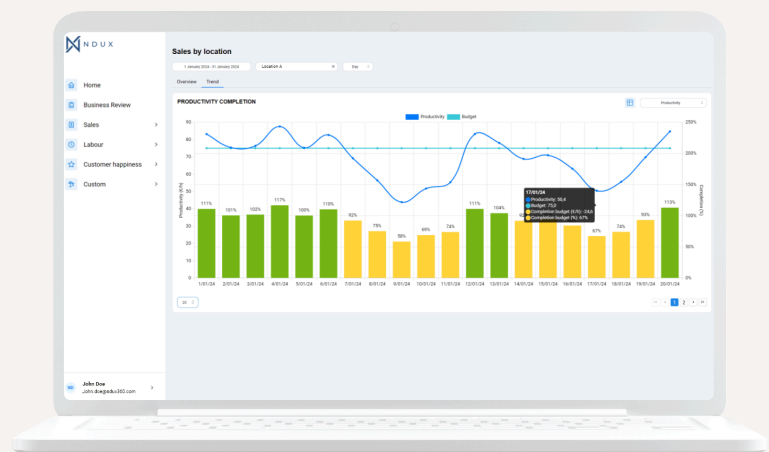 NDUX
Sales by location
1 January 2024 - 31 January 2024
Location A
Day
Home
Overview
Trend
Business Review
PRODUCTIVITY COMPLETION
Productivity
Sales
Productivity
Budget
Labour
Customer happiness
Custom
90
80
70
60
30
20
10
0
Productivity (€/h)
250%
200%
150%
100%
50%
0%
Completion (%)
111%
101%
102%
117%
100%
110%
92%
75%
58%
69%
74%
111%
104%
67%
74%
93%
113%
17/01/24
Productivity: 50,4
Budget: 75,0
Completion budget (€/h): -24,6
Completion budget (%): 67%
1/01/24
2/01/24
3/01/24
4/01/24
5/01/24
6/01/24
7/01/24
8/01/24
9/01/24
10/01/24
11/01/24
12/01/24
13/01/24
14/01/24
15/01/24
16/01/24
17/01/24
18/01/24
19/01/24
20/01/24
20
1
2
John Doe